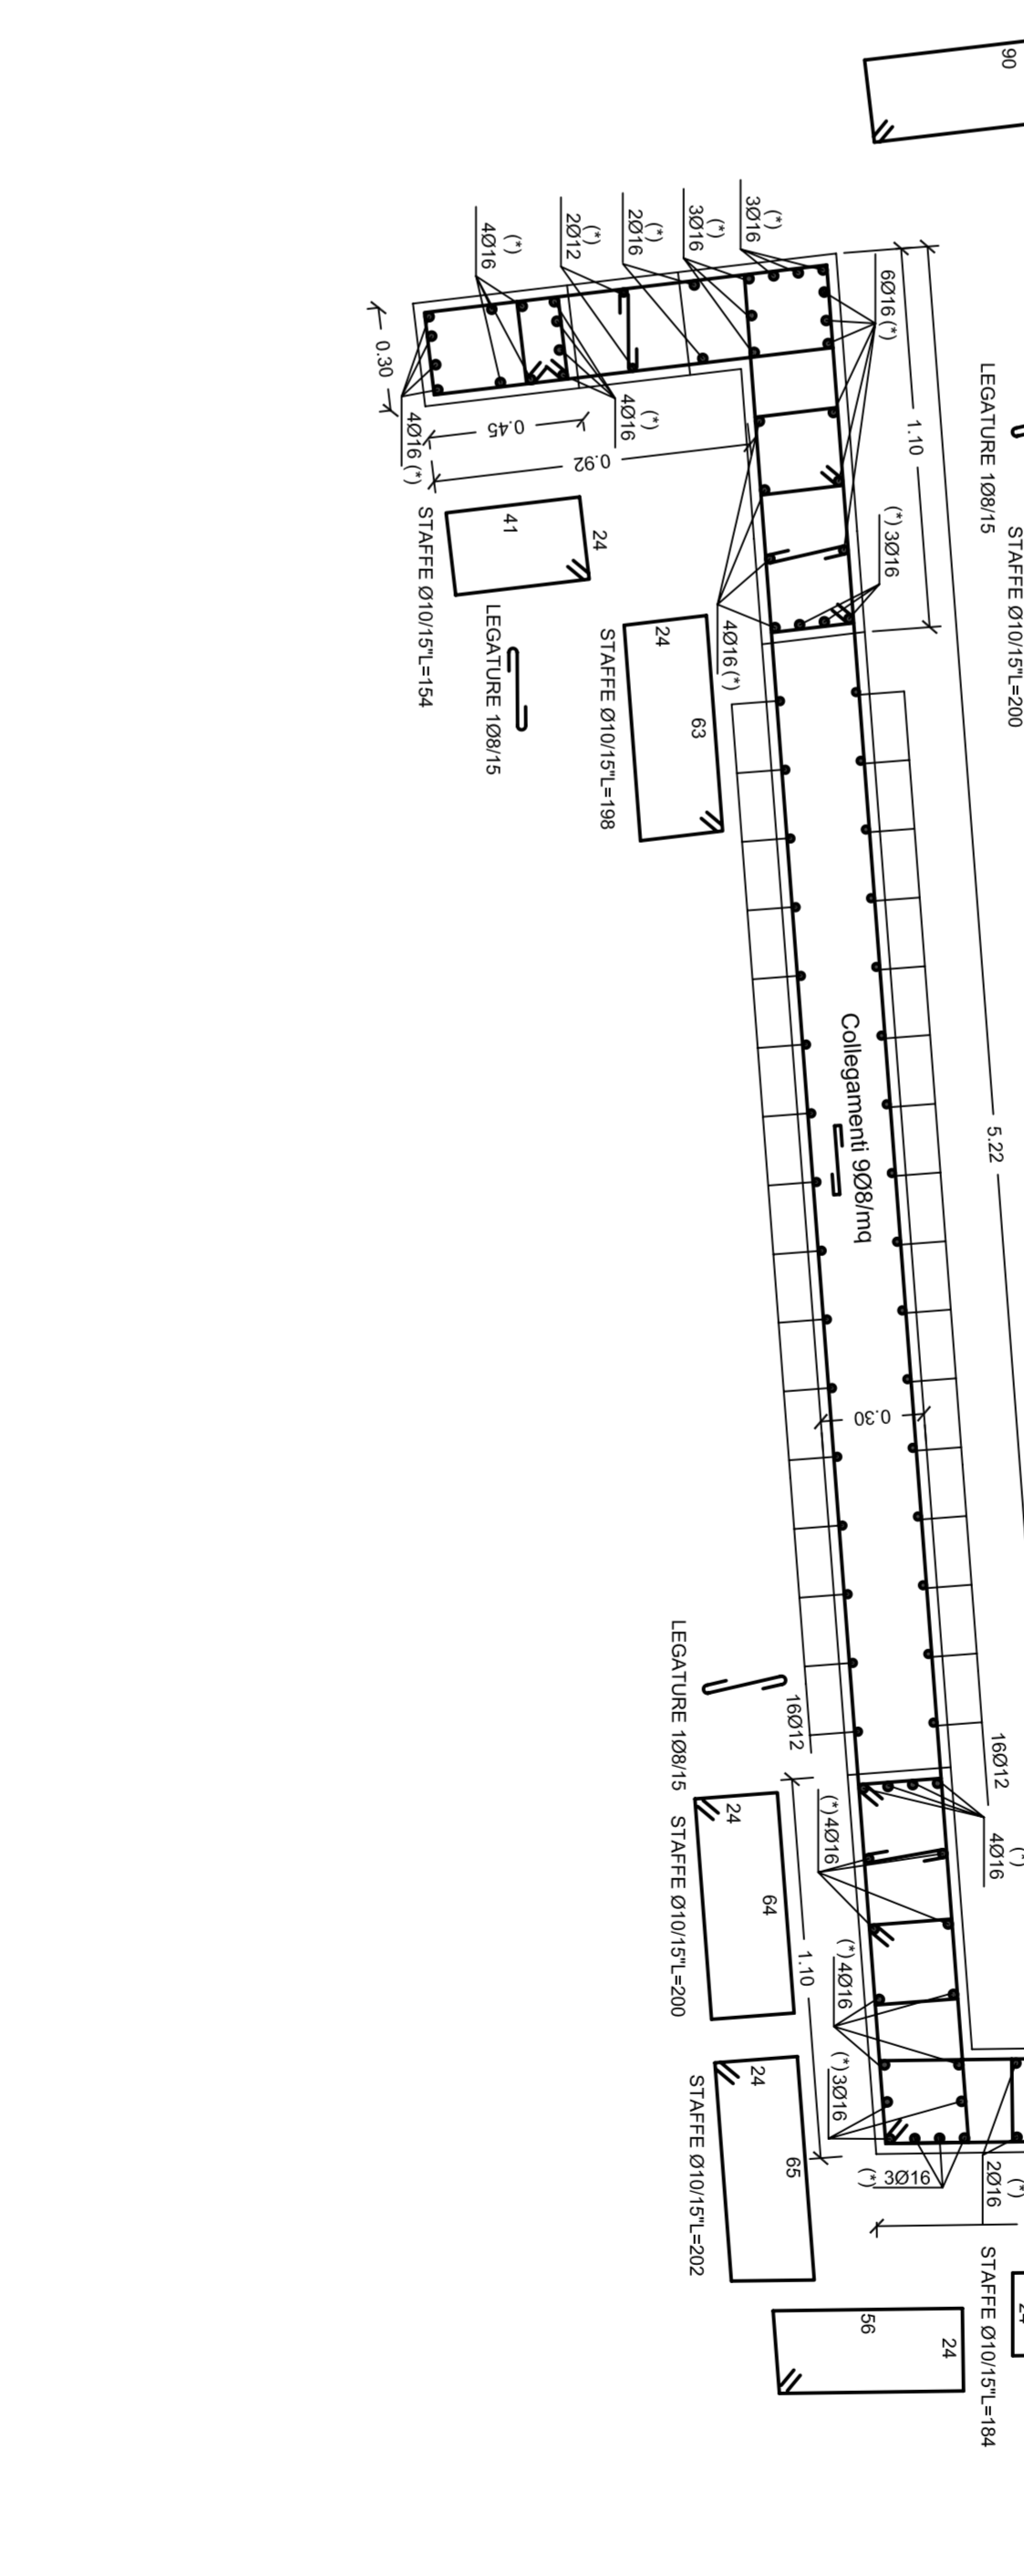 90
(*)
3Ø16
(*)
3Ø16
(*)
2Ø16
(*)
2Ø12
(*)
4Ø16
6Ø16 (*)
0.30
1.10
LEGATURE 1Ø8/15
4Ø16 (*)
(*)
4Ø16
0.45
0.92
(*) 3Ø16
41
24
STAFFE Ø10/15"L=154
LEGATURE 1Ø8/15
4Ø16 (*)
24
63
STAFFE Ø10/15"L=198
STAFFE Ø10/15"L=200
Collegamenti 9Ø8/mq
5.22
0.30
LEGATURE 1Ø8/15
16Ø12
16Ø12
(*)
4Ø16
(*) 4Ø16
24
64
STAFFE Ø10/15"L=200
1.10
(*) 4Ø16
(*) 3Ø16
24
65
STAFFE Ø10/15"L=202
(*) 3Ø16
(*)
2Ø16
56
24
STAFFE Ø10/15"L=184
24